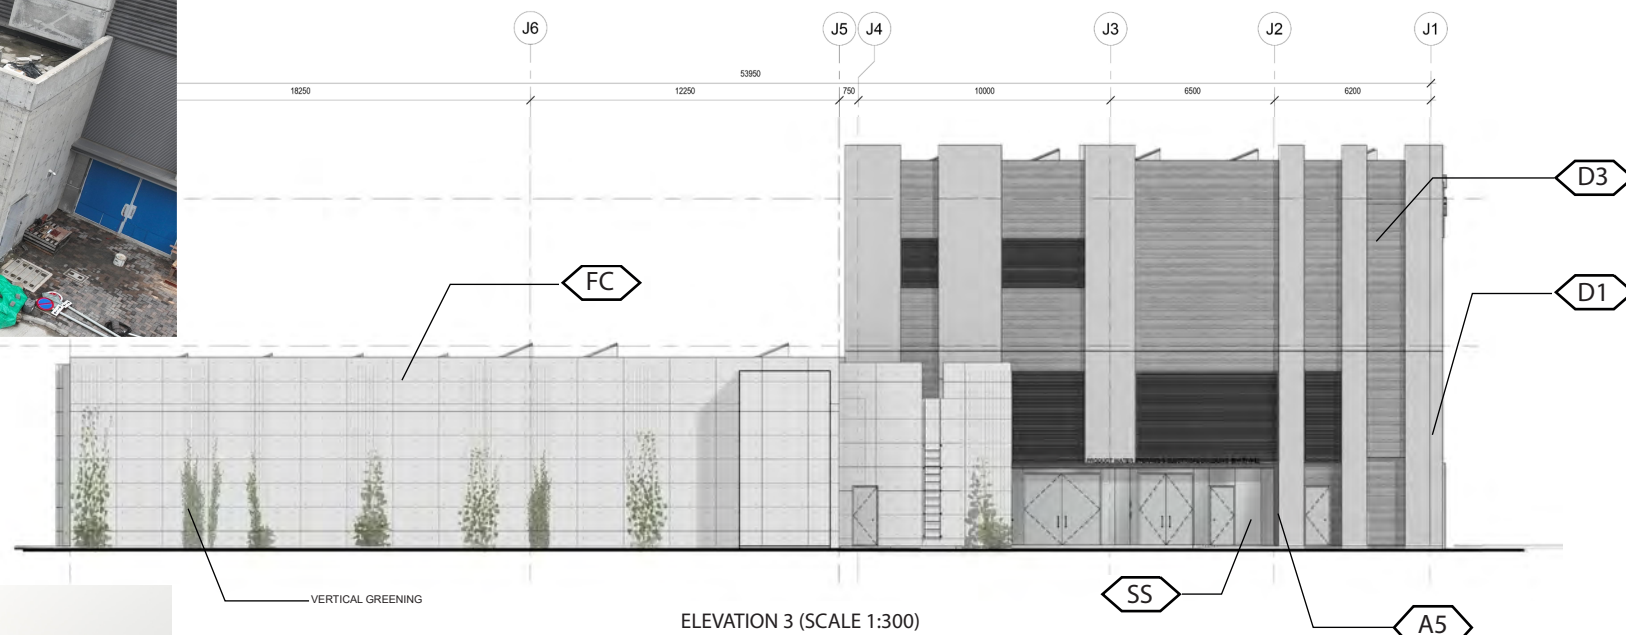 J6 J5 J4 J3 J2 J1
53950
18250 12250 750 10000 6500 6200
D3
FC
D1
VERTICAL GREENING
SS
ELEVATION 3 (SCALE 1:300)
A5